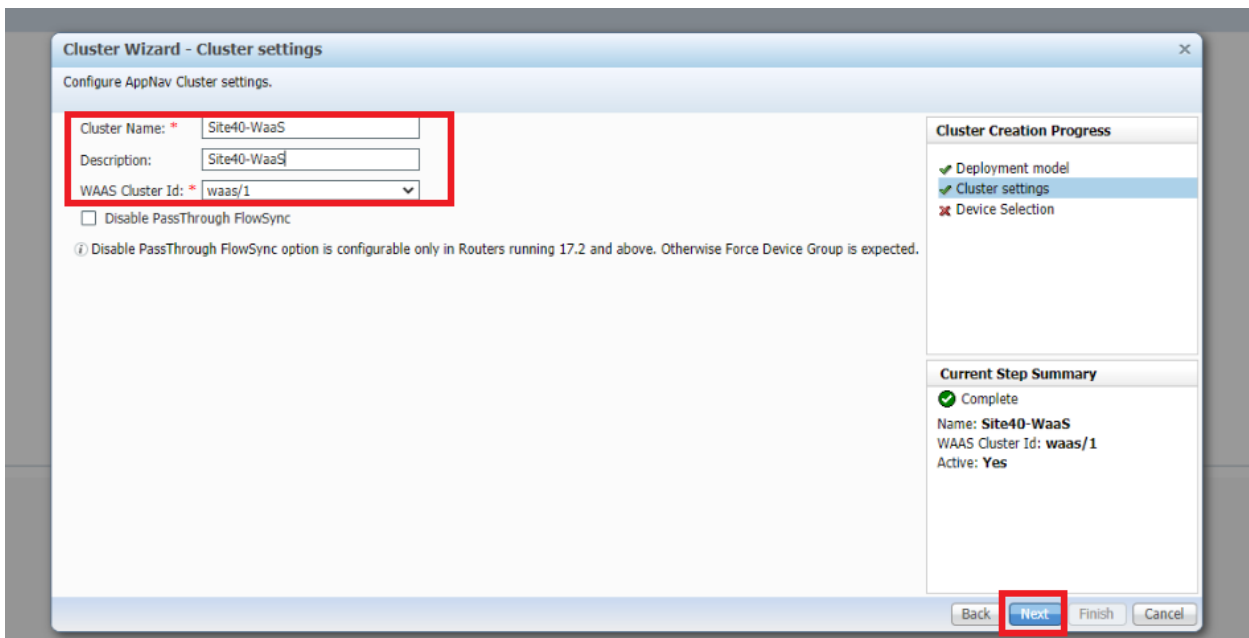 Cluster Wizard - Cluster settings
Configure AppNav Cluster settings.
Cluster Name: * Site40-WaaS
Description: Site40-WaaS
WAAS Cluster Id: * waas/1
Disable PassThrough FlowSync
Disable PassThrough FlowSync option is configurable only in Routers running 17.2 and above. Otherwise Force Device Group is expected.
Cluster Creation Progress
Deployment model
Cluster settings
Device Selection
Current Step Summary
Complete
Name: Site40-WaaS
WAAS Cluster Id: waas/1
Active: Yes
Back Next Finish Cancel